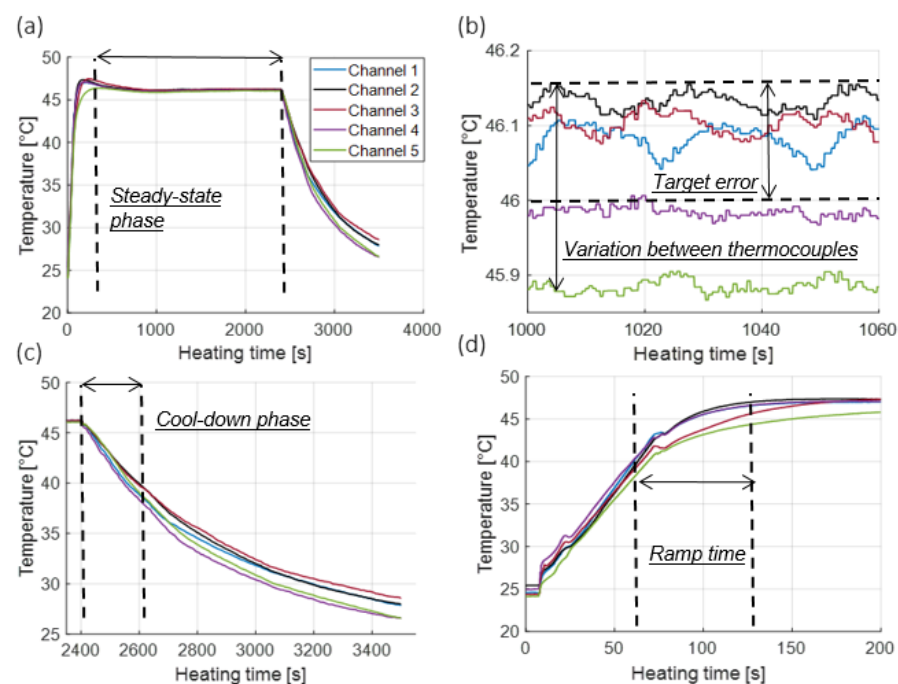 (a)
50
45
40
35
30
25
20
0
1000
2000
3000
4000
Temperature [°C]
Heating time [s]
Channel 1
Channel 2
Channel 3
Channel 4
Channel 5
Steady-state
phase
(b)
46.2
46.1
46
45.9
1000
1020
1040
1060
Temperature [°C]
Heating time [s]
Target error
Variation between thermocouples
(c)
50
45
40
35
30
25
2400
2600
2800
3000
3200
3400
Temperature [°C]
Heating time [s]
Cool-down phase
(d)
50
45
40
35
30
25
20
0
50
100
150
200
Temperature [°C]
Heating time [s]
Ramp time